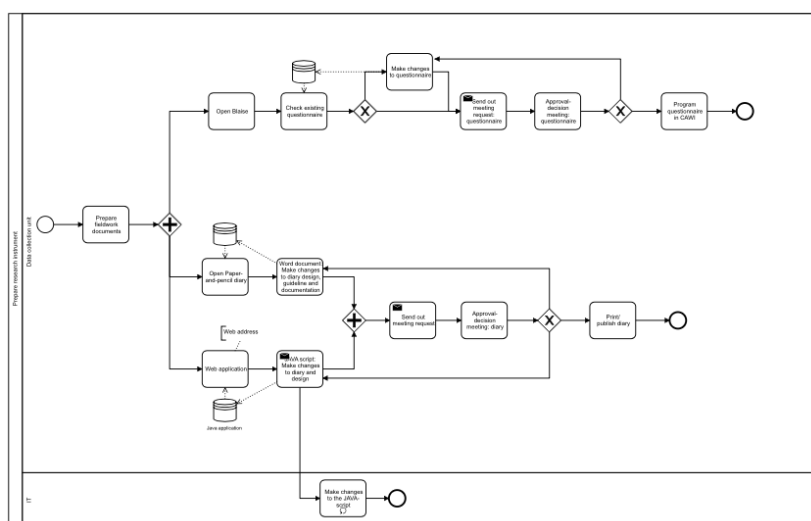 Prepare research instrument
Data collection unit
IT
Prepare
fieldwork
documents
Open Blaise
Check existing
questionnaire
Make changes
to questionnaire
Send out
meeting
request:
questionnaire
Approval-
decision
meeting:
questionnaire
Program
questionnaire
in CAWI
Open Paper-
and-pencil diary
Word document:
Make changes
to diary design,
guideline and
documentation
Web address
Web application
Java application
JAVA script:
Make changes
to diary and
design
Send out
meeting request
Approval-
decision
meeting: diary
Print/
publish diary
Make changes
to the JAVA-
script